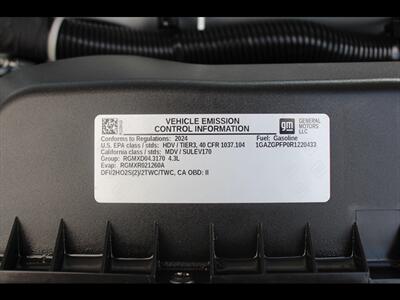 VEHICLE EMISSION
CONTROL INFORMATION
gm GENERAL MOTORS LLC
Conforms to Regulations: 2024 Fuel: Gasoline
U.S. EPA class / stds: HDV / TIER3, 40 CFR 1037.104 1GAZGPFP0R1220433
California class / stds: MDV / SULEV170
Group: RGMXD04.3170 4.3L
Evap: RGMXR021260A
DFI/2HO2S(2)/2TWC/TWC, CA OBD: II